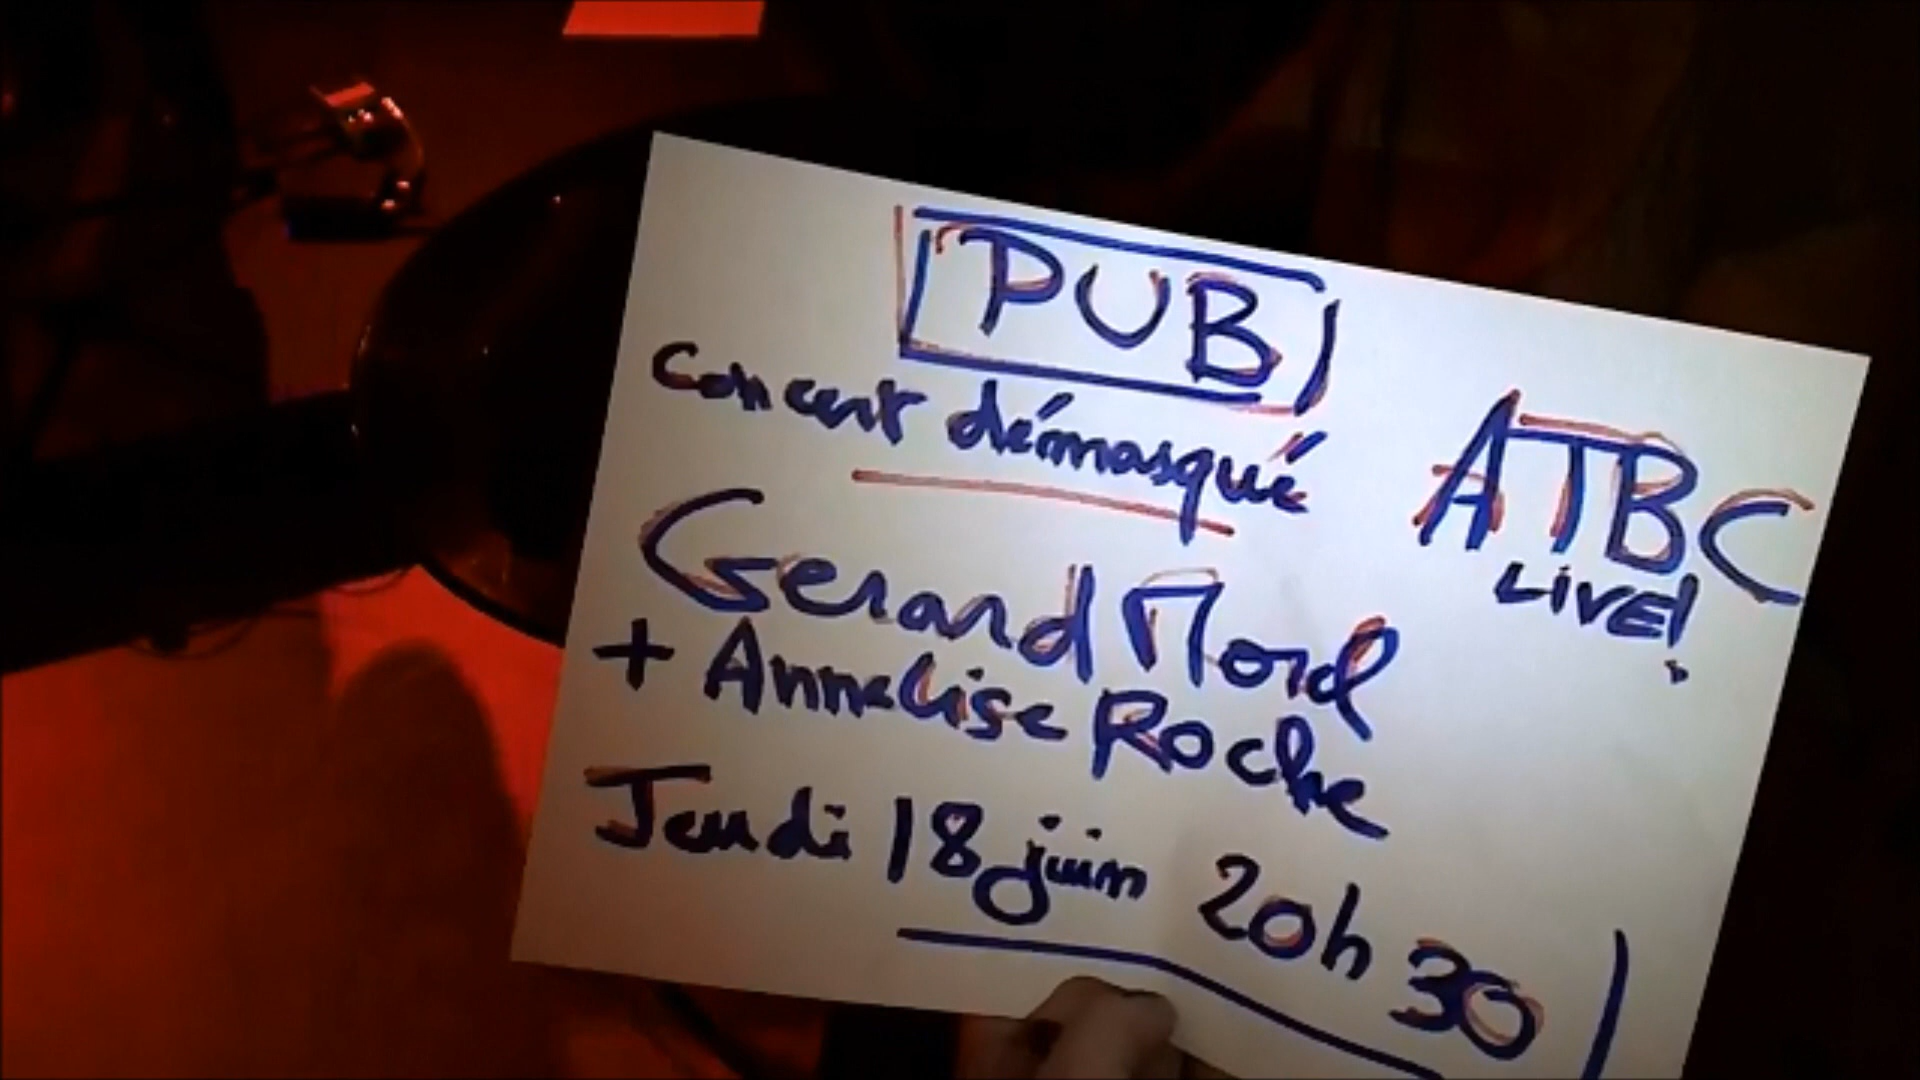 PUB
Concert démasqué
ATBC
LIVE!
Gerard Mord
+ Annelise Roche
Jeudi 18 juin 20h30